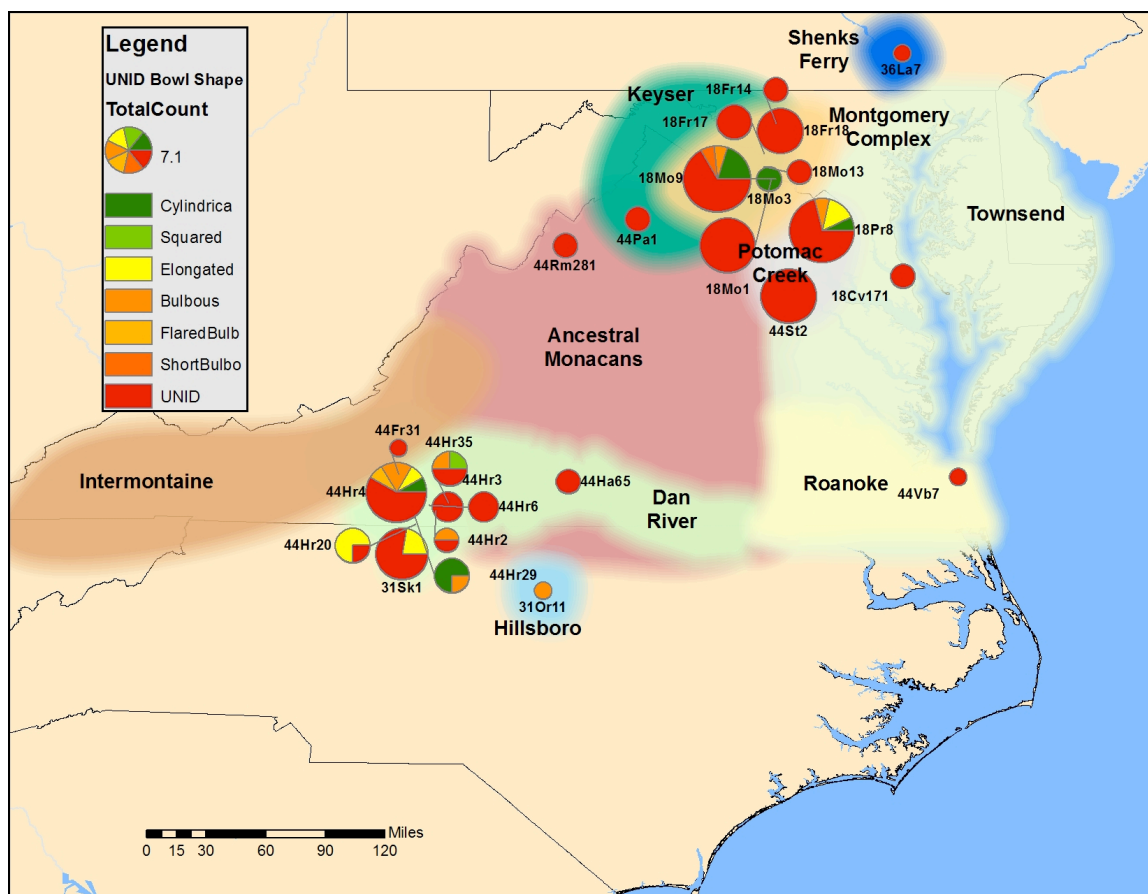 Legend
UNID Bowl Shape
TotalCount
7.1
Cylindrica
Squared
Elongated
Bulbous
FlaredBulb
ShortBulbo
UNID
Shenks
Ferry
36La7
Keyser
18Fr14
18Fr17
18Fr18
Montgomery
Complex
18Mo9
18Mo3
18Mo13
Townsend
44Pa1
18Pr8
44Rm281
Potomac
Creek
18Mo1
18Cv171
44St2
Ancestral
Monacans
44Fr31
44Hr35
Intermontaine
44Hr4
44Hr3
44Hr6
44Ha65
Dan
River
Roanoke
44Vb7
44Hr20
44Hr2
31Sk1
44Hr29
31Or11
Hillsboro
Miles
0 15 30 60 90 120